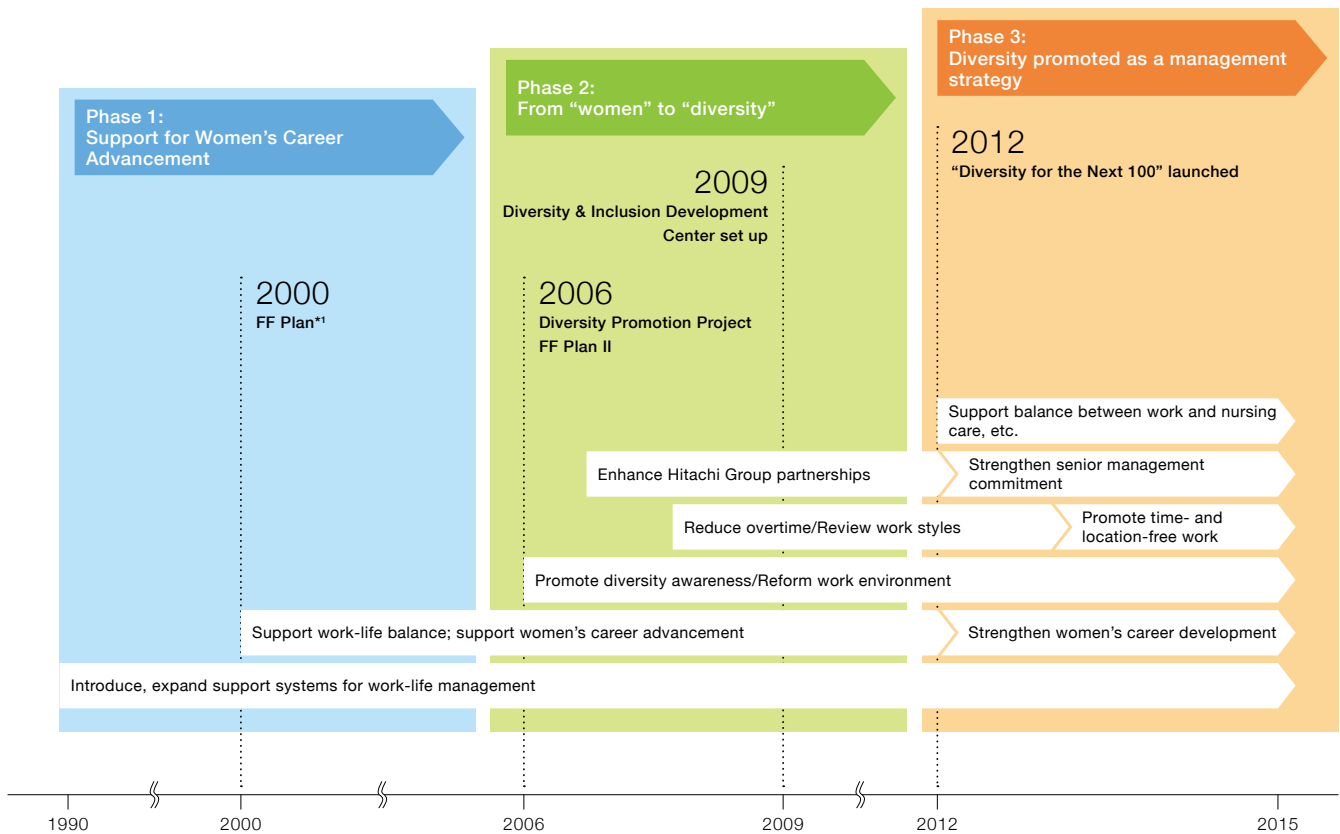 Phase 1:
Support for Women’s Career
Advancement
2000
FF Plan*1
Phase 2:
From “women” to “diversity”
2009
Diversity & Inclusion Development
Center set up
2006
Diversity Promotion Project
FF Plan II
Phase 3:
Diversity promoted as a management
strategy
2012
“Diversity for the Next 100” launched
Support balance between work and nursing
care, etc.
Enhance Hitachi Group partnerships
Strengthen senior management
commitment
Reduce overtime/Review work styles
Promote time- and
location-free work
Promote diversity awareness/Reform work environment
Support work-life balance; support women’s career advancement
Strengthen women’s career development
Introduce, expand support systems for work-life management
1990
2000
2006
2009
2012
2015